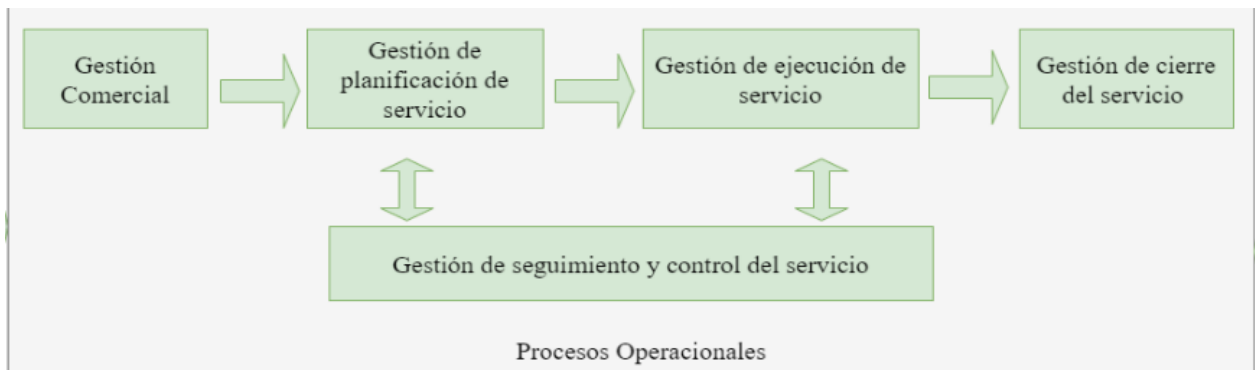 Gestión
Comercial
Gestión de
planificación de
servicio
Gestión de ejecución de
servicio
Gestión de cierre
del servicio
Gestión de seguimiento y control del servicio
Procesos Operacionales